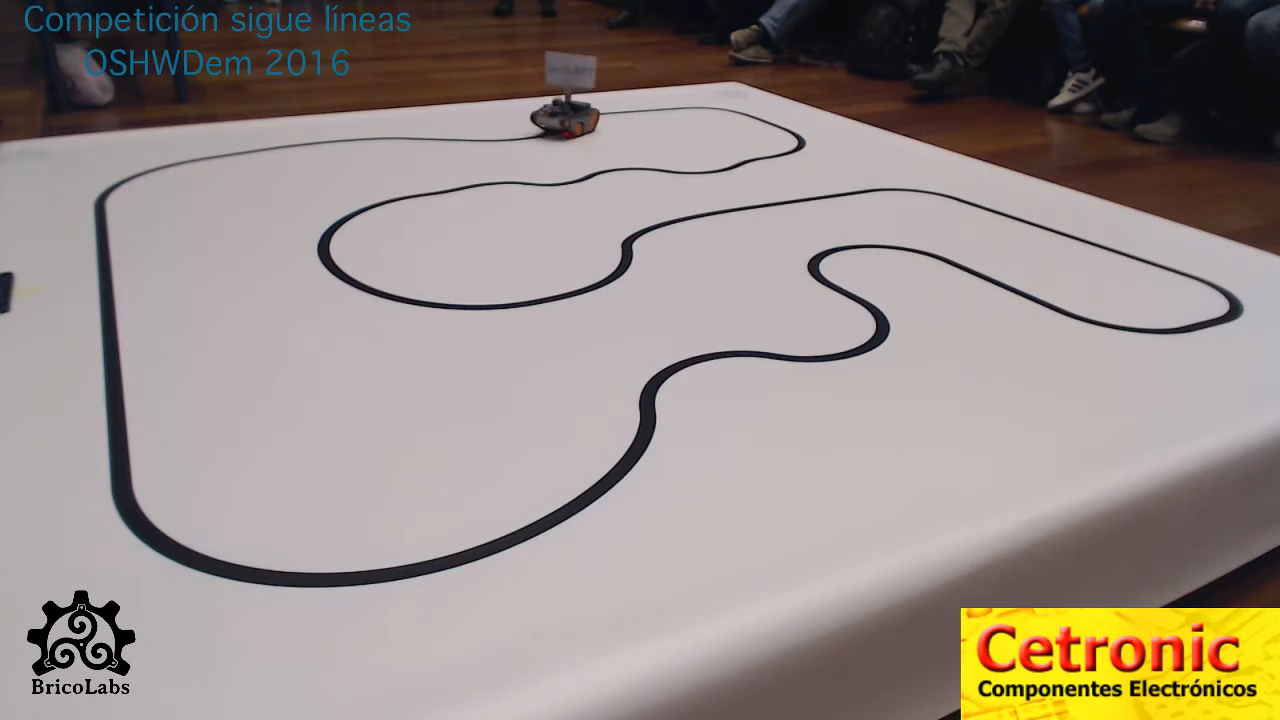 Competición sigue líneas
OSHWDem 2016
BricoLabs
Cetronic
Componentes Electrónicos